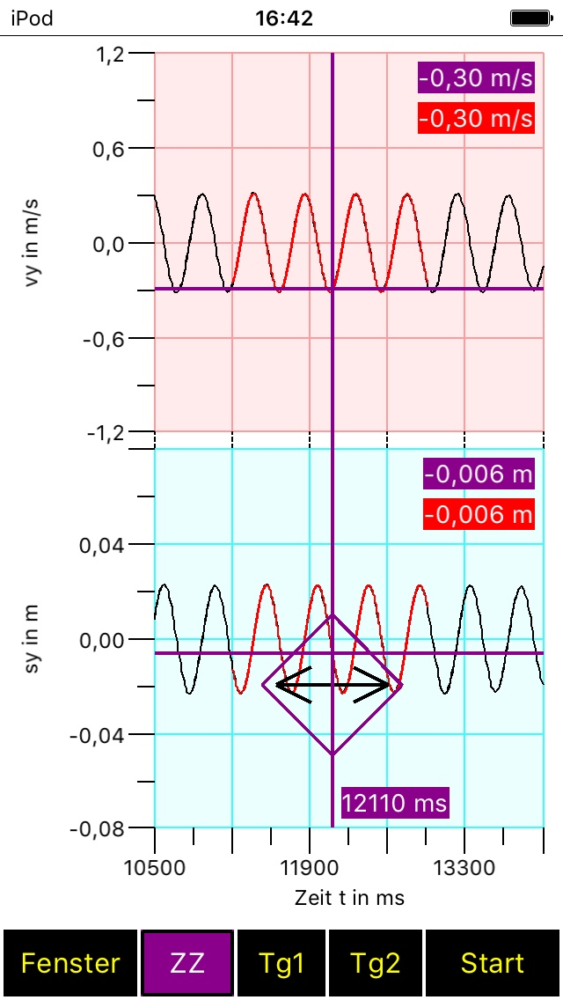 iPod 16:42
1,2
-0,30 m/s
-0,30 m/s
0,6
vy in m/s
0,0
-0,6
-1,2
-0,006 m
-0,006 m
0,04
sy in m
0,00
-0,04
12110 ms
-0,08
10500 11900 13300
Zeit t in ms
Fenster ZZ Tg1 Tg2 Start